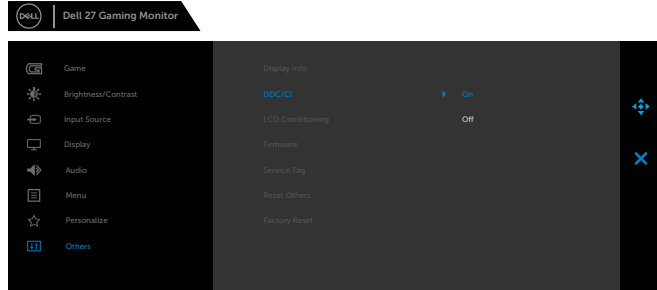 DELL
Dell 27 Gaming Monitor
Game
Brightness/Contrast
Input Source
Display
Audio
Menu
Personalize
Others
Display Info
DDC/CI On
LCD Conditioning Off
Firmware
Service Tag
Reset Others
Factory Reset